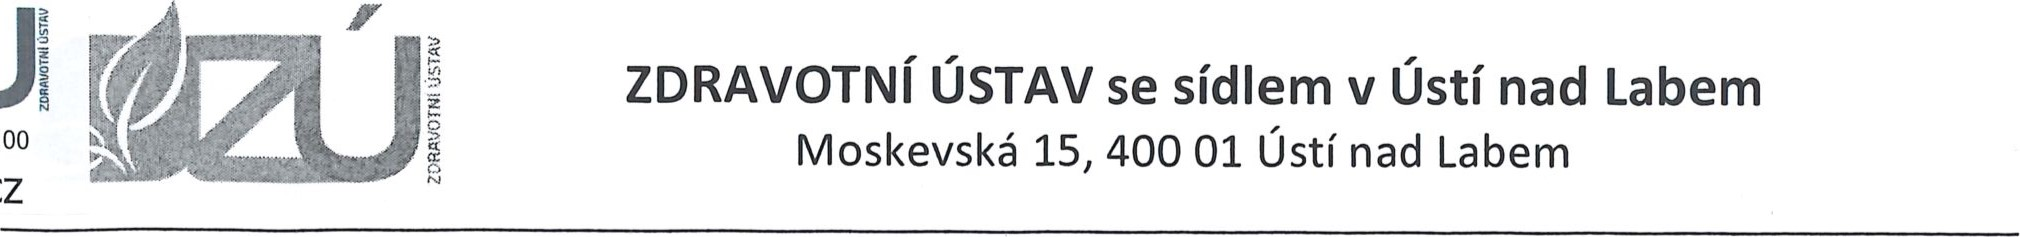 ZDRAVOTNÍ ÚSTAV
00
CZ
ZÚ
ZDRAVOTNÍ ÚSTAV
ZDRAVOTNÍ ÚSTAV se sídlem v Ústí nad Labem
Moskevská 15, 400 01 Ústí nad Labem